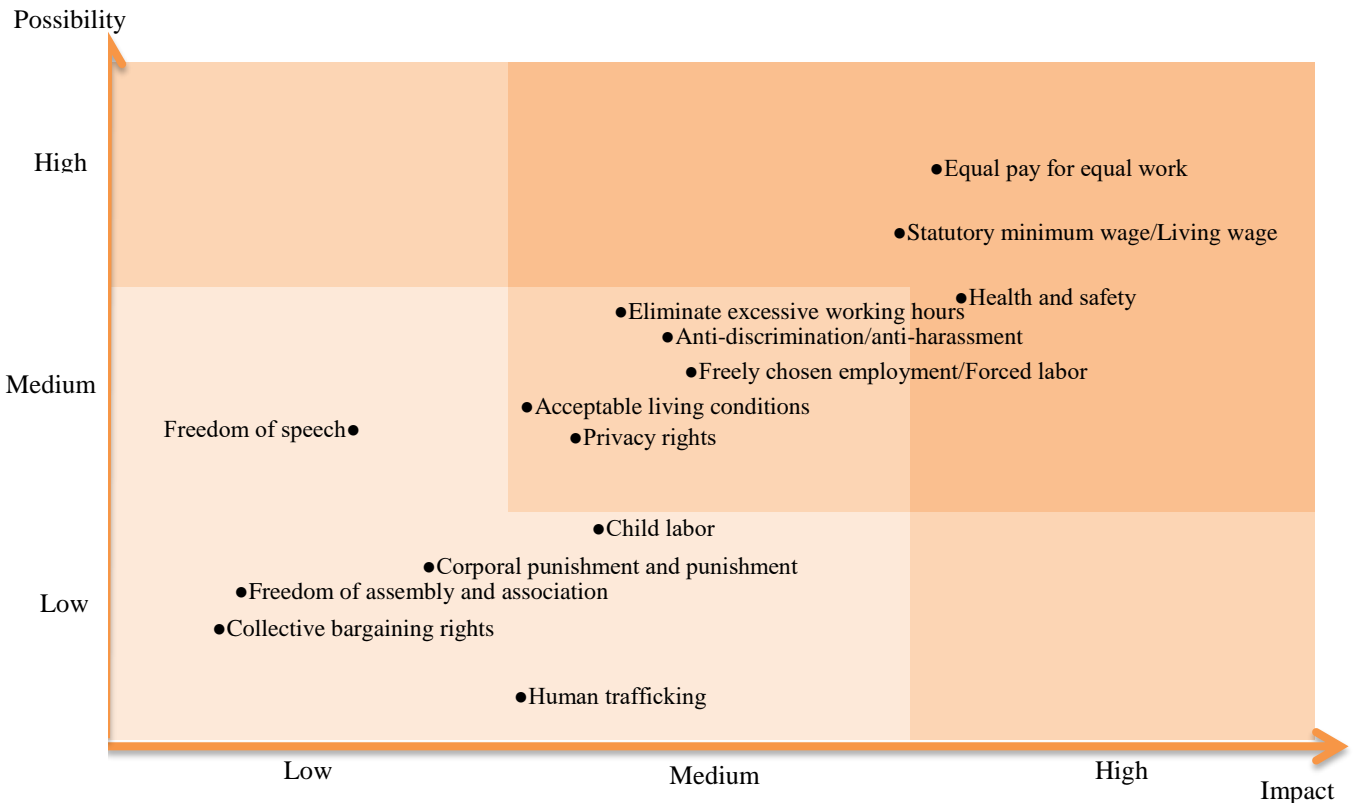 Possibility
High
●Equal pay for equal work
●Statutory minimum wage/Living wage
●Health and safety
●Eliminate excessive working hours
●Anti-discrimination/anti-harassment
●Freely chosen employment/Forced labor
Medium
●Acceptable living conditions
Freedom of speech●
●Privacy rights
●Child labor
●Corporal punishment and punishment
●Freedom of assembly and association
Low
●Collective bargaining rights
●Human trafficking
Low
Medium
High
Impact